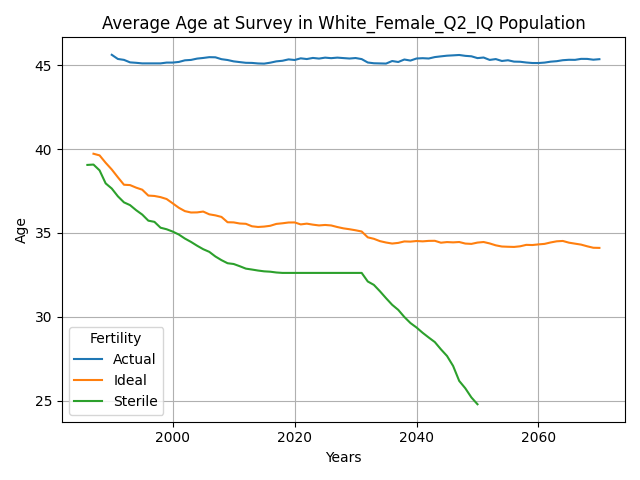 Average Age at Survey in White_Female_Q2_IQ Population
Age
45
40
35
30
25
Fertility
Actual
Ideal
Sterile
2000
2020
2040
2060
Years